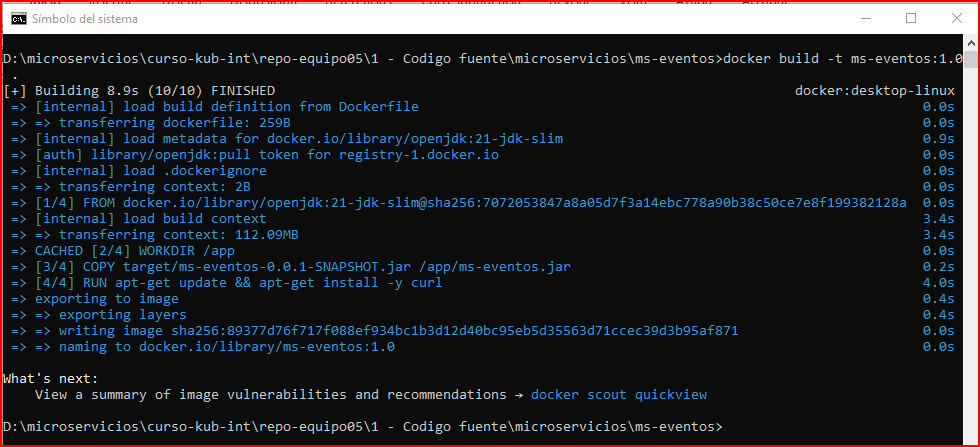 Símbolo del sistema
D:\microservicios\curso-kub-int\repo-equipo05\1 - Codigo fuente\microservicios\ms-eventos>docker build -t ms-eventos:1.0
.
[+] Building 8.9s (10/10) FINISHED docker:desktop-linux
=> [internal] load build definition from Dockerfile 0.0s
=> => transferring dockerfile: 259B 0.0s
=> [internal] load metadata for docker.io/library/openjdk:21-jdk-slim 0.9s
=> [auth] library/openjdk:pull token for registry-1.docker.io 0.0s
=> [internal] load .dockerignore 0.0s
=> => transferring context: 2B 0.0s
=> [1/4] FROM docker.io/library/openjdk:21-jdk-slim@sha256:7072053847a8a05d7f3a14ebc778a90b38c50ce7e8f199382128a 0.0s
=> [internal] load build context 3.4s
=> => transferring context: 112.09MB 3.4s
=> CACHED [2/4] WORKDIR /app 0.0s
=> [3/4] COPY target/ms-eventos-0.0.1-SNAPSHOT.jar /app/ms-eventos.jar 0.2s
=> [4/4] RUN apt-get update && apt-get install -y curl 4.0s
=> exporting to image 0.4s
=> => exporting layers 0.4s
=> => writing image sha256:89377d76f717f088ef934bc1b3d12d40bc95eb5d35563d71ccec39d3b95af871 0.0s
=> => naming to docker.io/library/ms-eventos:1.0 0.0s
What's next:
View a summary of image vulnerabilities and recommendations → docker scout quickview
D:\microservicios\curso-kub-int\repo-equipo05\1 - Codigo fuente\microservicios\ms-eventos>